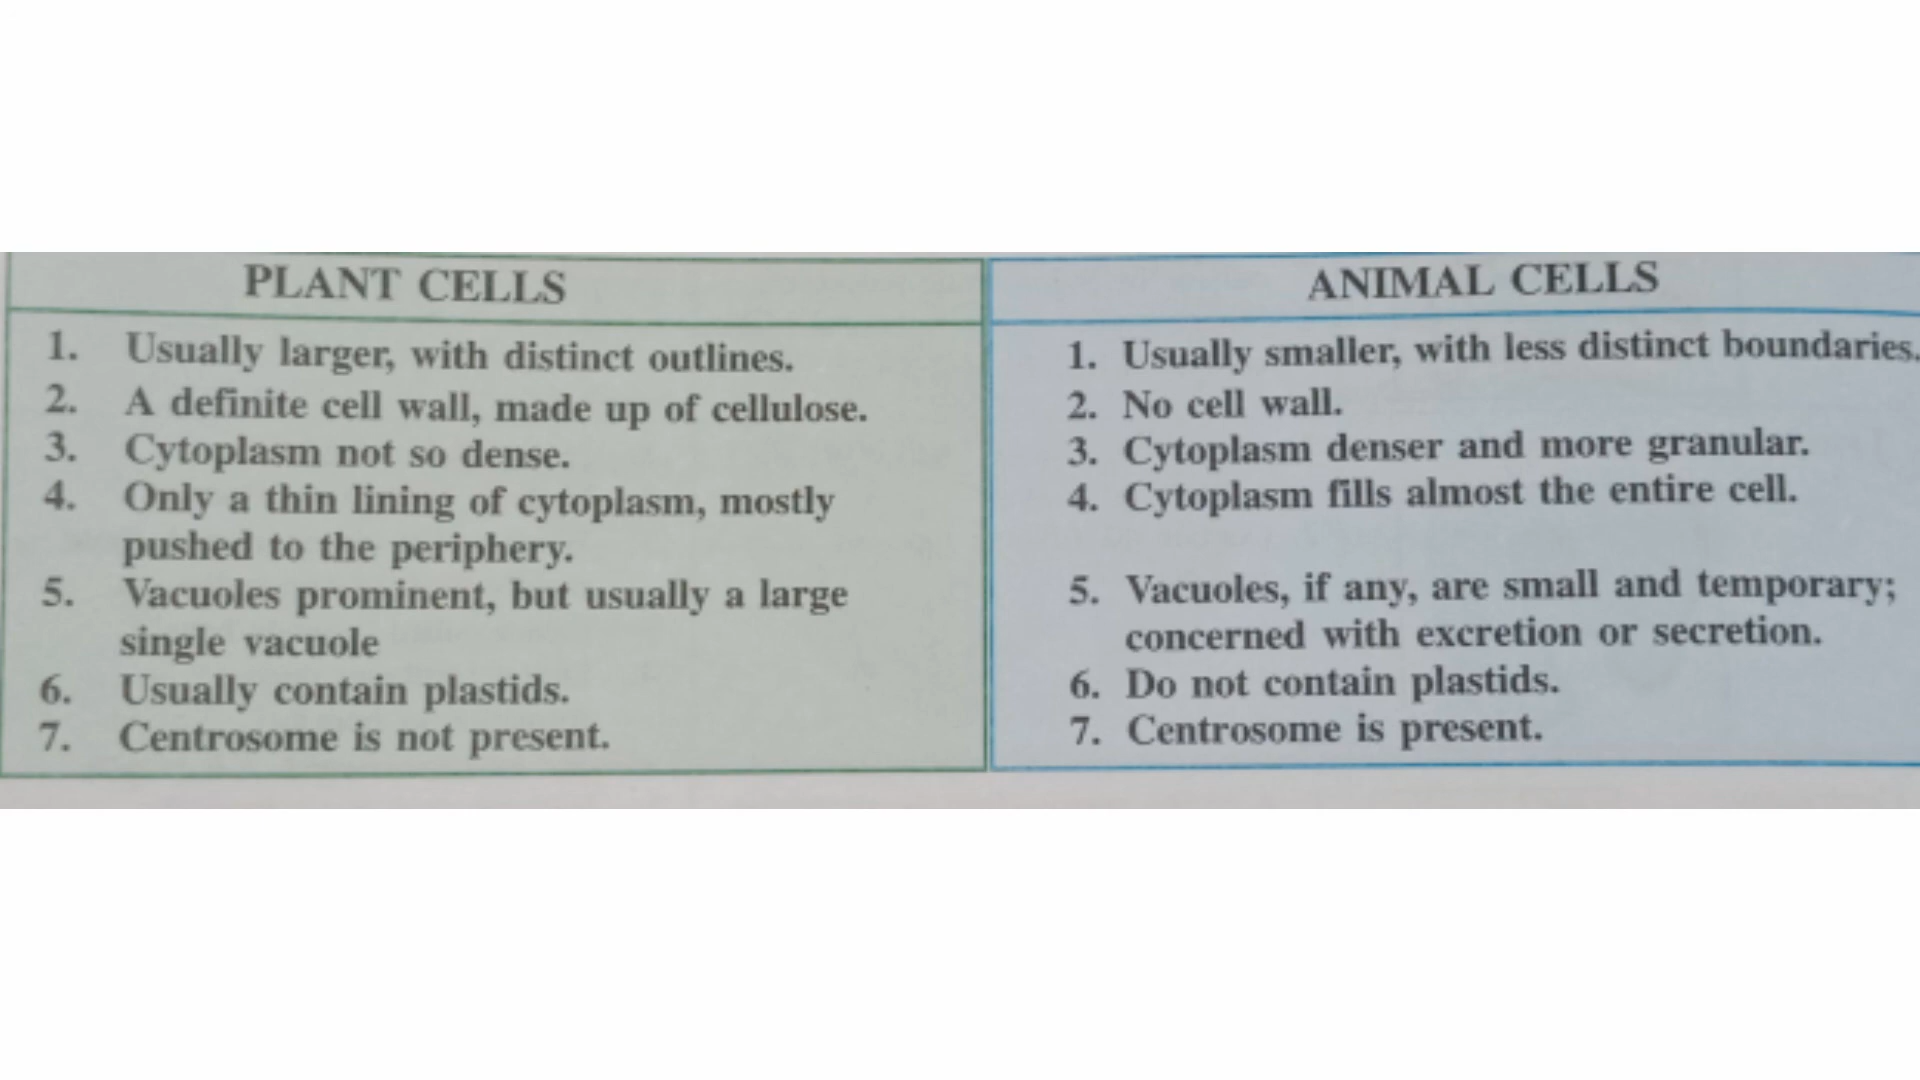 PLANT CELLS
1. Usually larger, with distinct outlines.
2. A definite cell wall, made up of cellulose.
3. Cytoplasm not so dense.
4. Only a thin lining of cytoplasm, mostly
pushed to the periphery.
5. Vacuoles prominent, but usually a large
single vacuole
6. Usually contain plastids.
7. Centrosome is not present.
ANIMAL CELLS
1. Usually smaller, with less distinct boundaries.
2. No cell wall.
3. Cytoplasm denser and more granular.
4. Cytoplasm fills almost the entire cell.
5. Vacuoles, if any, are small and temporary;
concerned with excretion or secretion.
6. Do not contain plastids.
7. Centrosome is present.